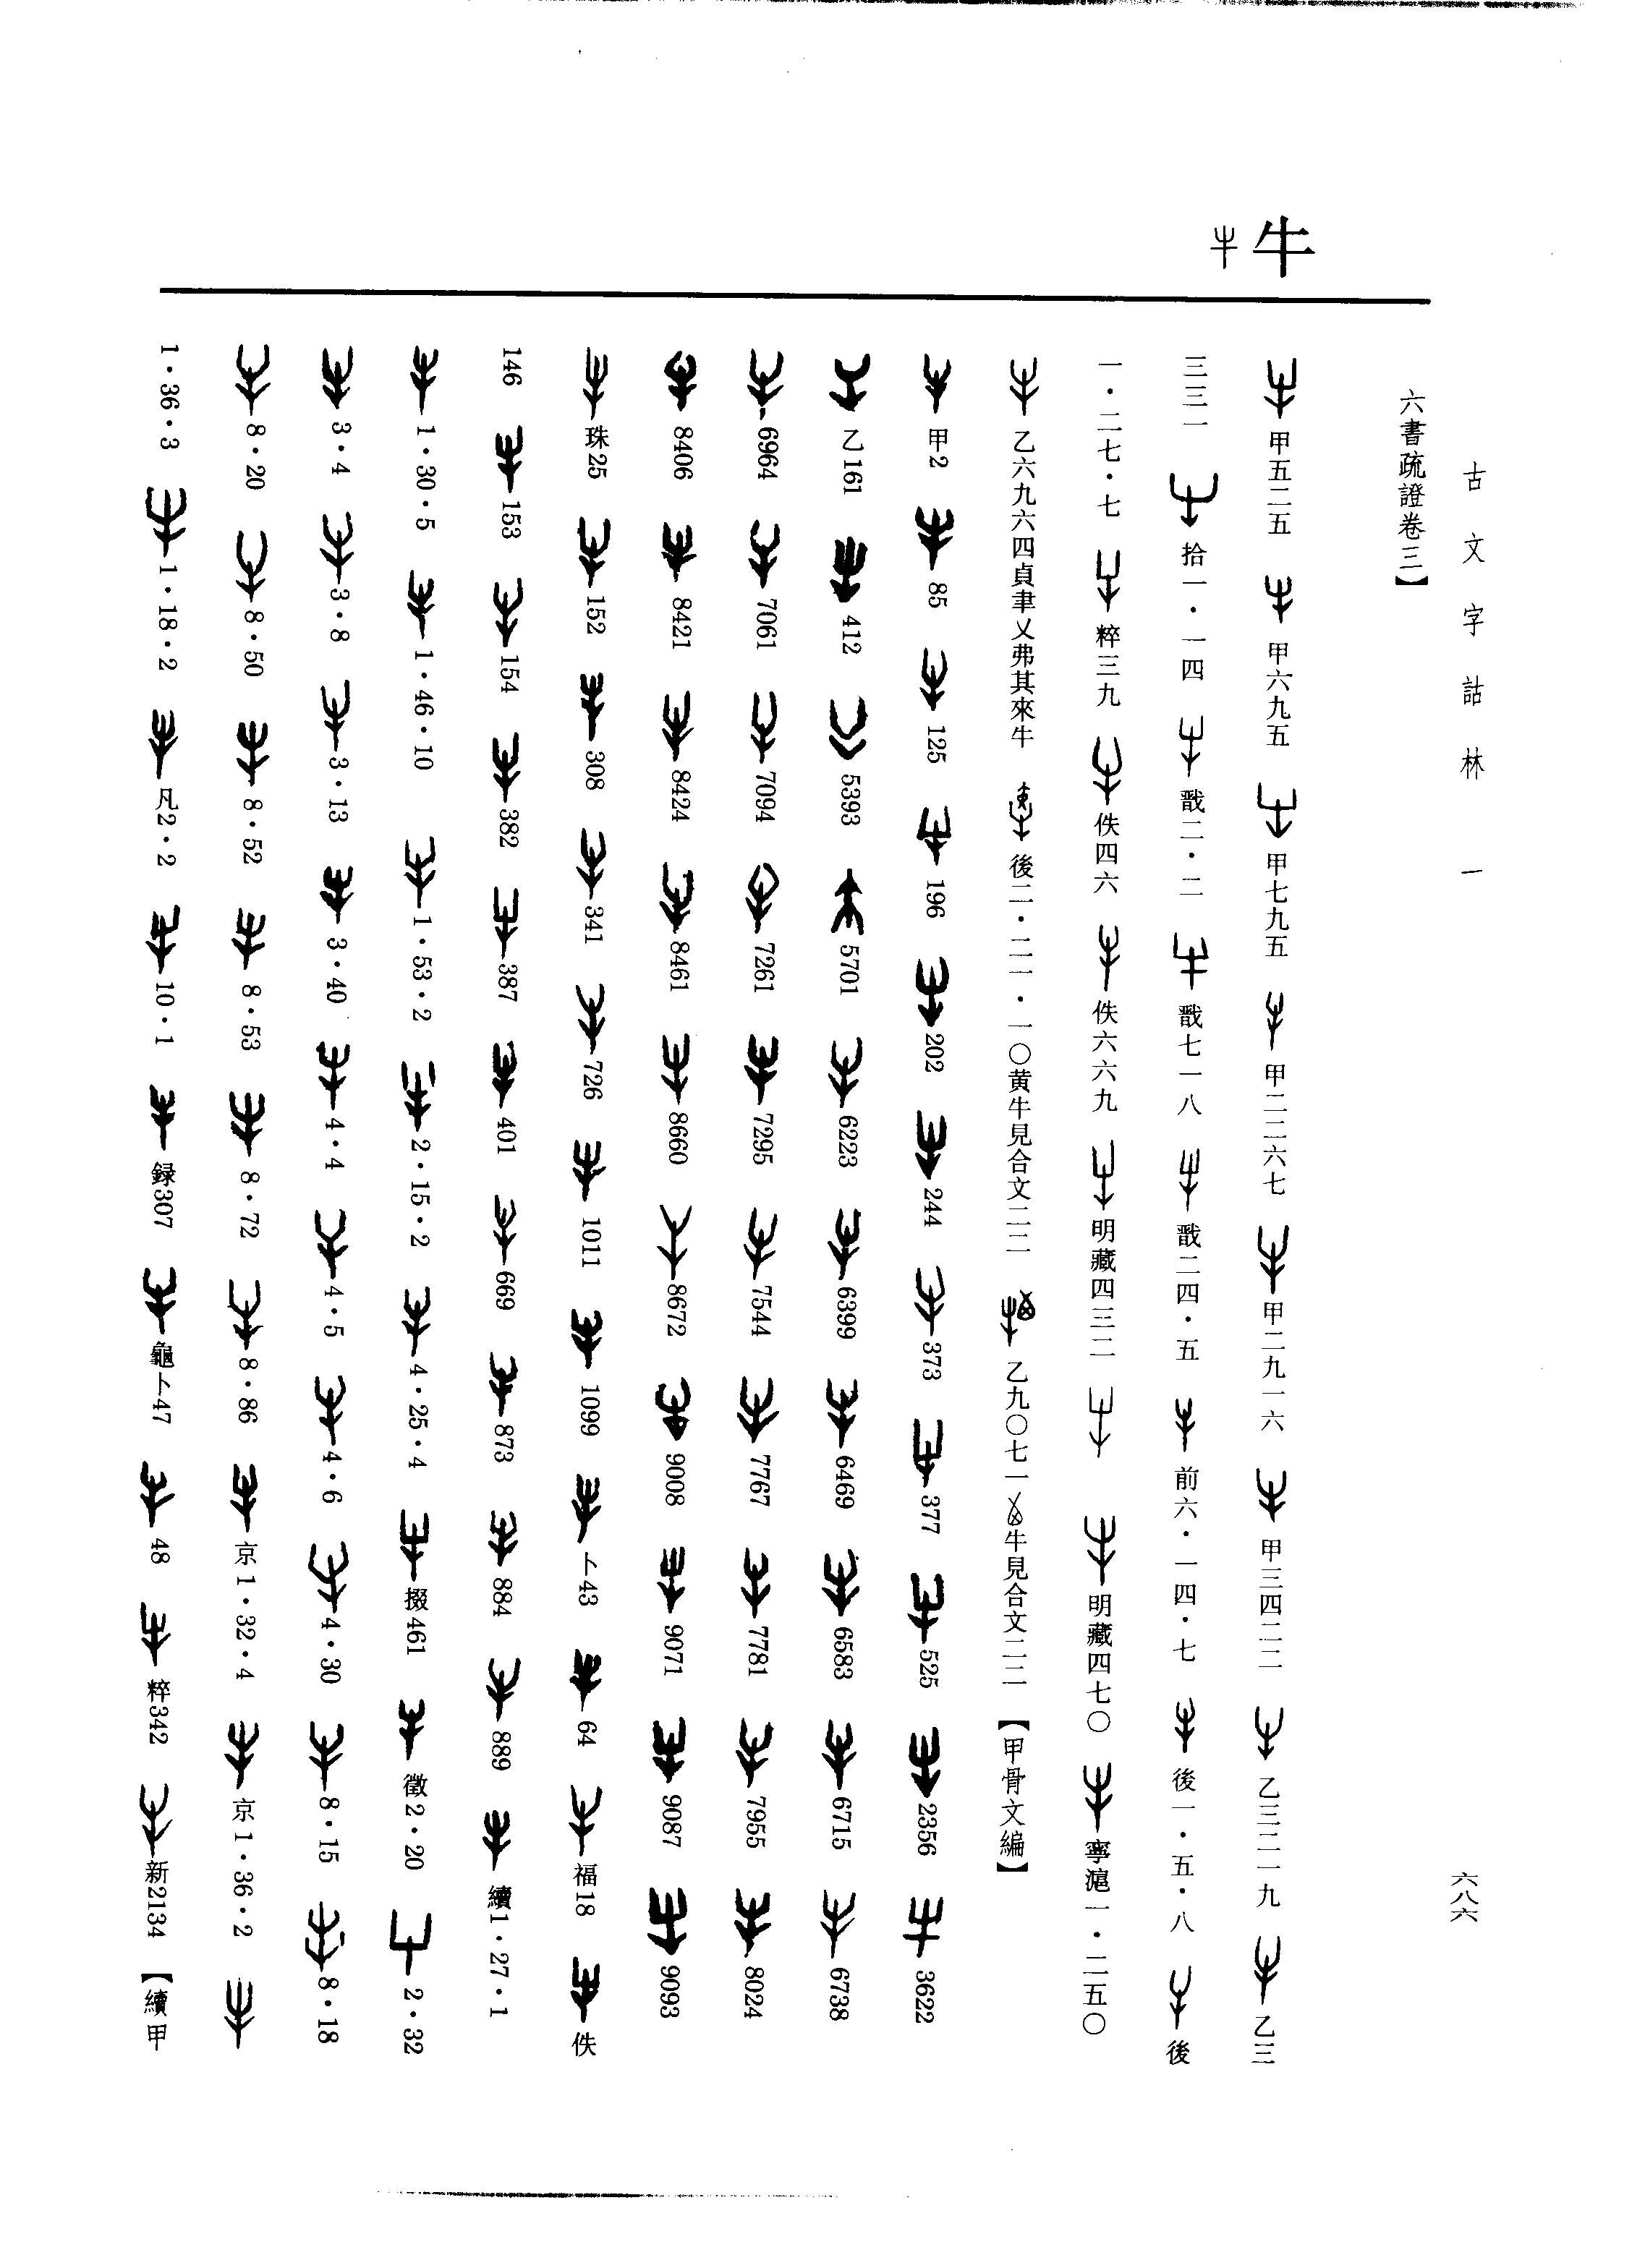 古文字詁林 一
六八六
牛
六書疏證卷三】
甲五二五 甲六九五 甲七九五 甲二二六七 甲二九一六 甲三四二二 乙三二一九 乙三
三三一 拾一·一四 戩二·二 戩七一八 戩二四·五 前六·一四·七 後一·五·八 後
一·二七·七 粹三九 佚四六 佚六六九 明藏四三二 明藏四七〇 寧滬一·二五〇
乙六九六四貞 乂弗其來牛 後二·二一·一〇黃牛見合文二二 乙九〇七一 牛見合文二二 【甲骨文編】
甲2 85 125 196 202 244 373 377 525 2356 3622
乙161 412 5393 5701 6223 6399 6469 6583 6715 6738
6964 7061 7094 7261 7295 7544 7767 7781 7955 8024
8406 8421 8424 8461 8660 8672 9008 9071 9087 9093
珠25 152 308 341 726 1011 1099 卜43 64 福18 佚
146 153 154 382 387 401 669 873 884 889 續1·27·1
1·30·5 1·46·10 1·53·2 2·15·2 4·25·4 掇461 徵2·20 2·32
3·4 3·8 3·13 3·40 4·4 4·5 4·6 4·30 8·15 8·18
8·20 8·50 8·52 8·53 8·72 8·86 京1·32·4 京1·36·2
1·36·3 1·18·2 凡2·2 10·1 録307 龜卜47 48 粹342 新2134 【續甲